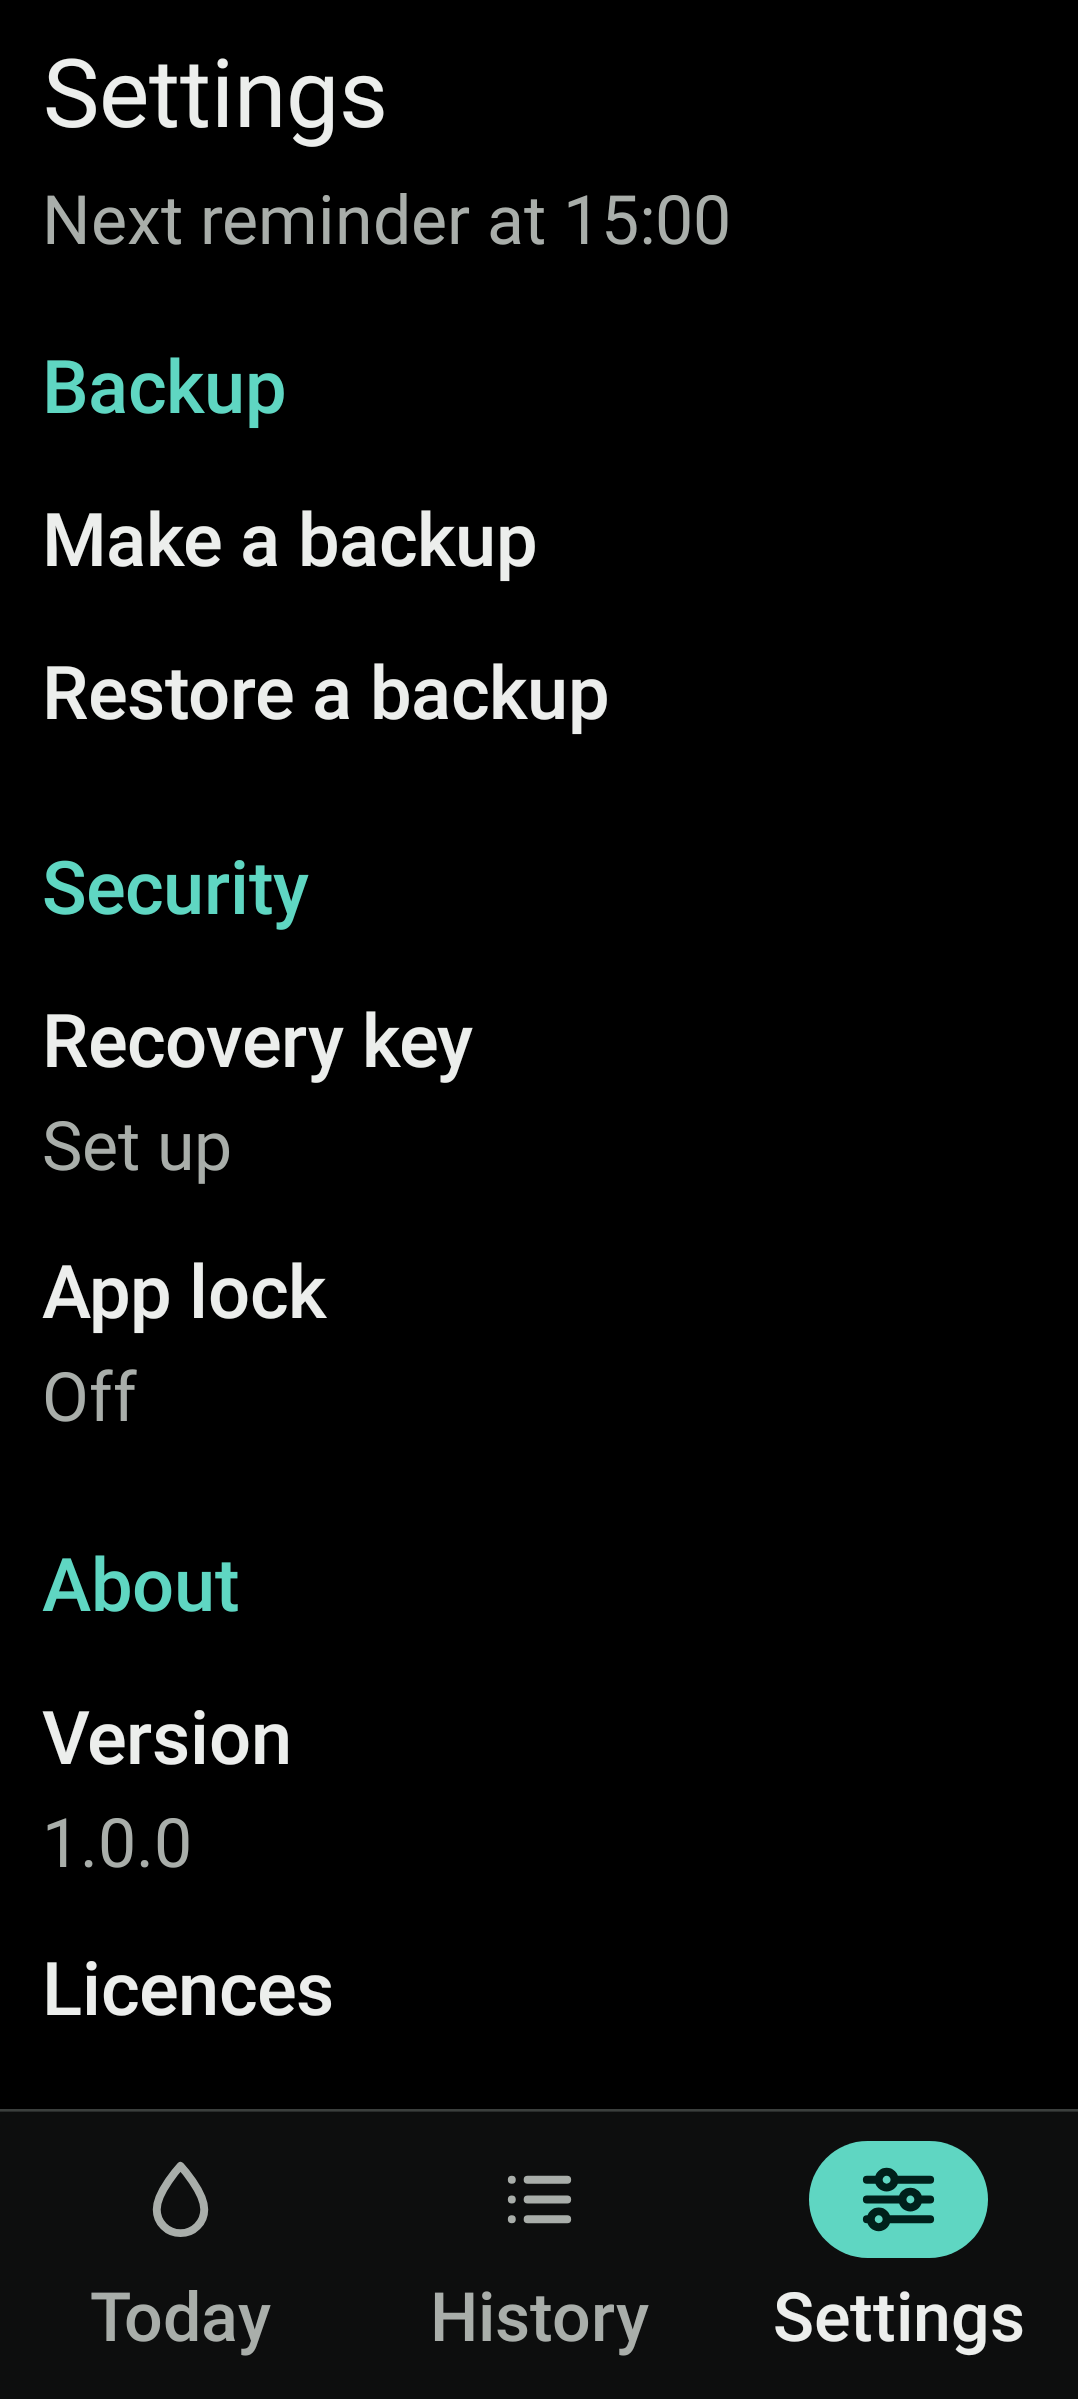 Settings
Next reminder at 15:00
Backup
Make a backup
Restore a backup
Security
Recovery key
Set up
App lock
Off
About
Version
1.0.0
Licences
Today
History
Settings